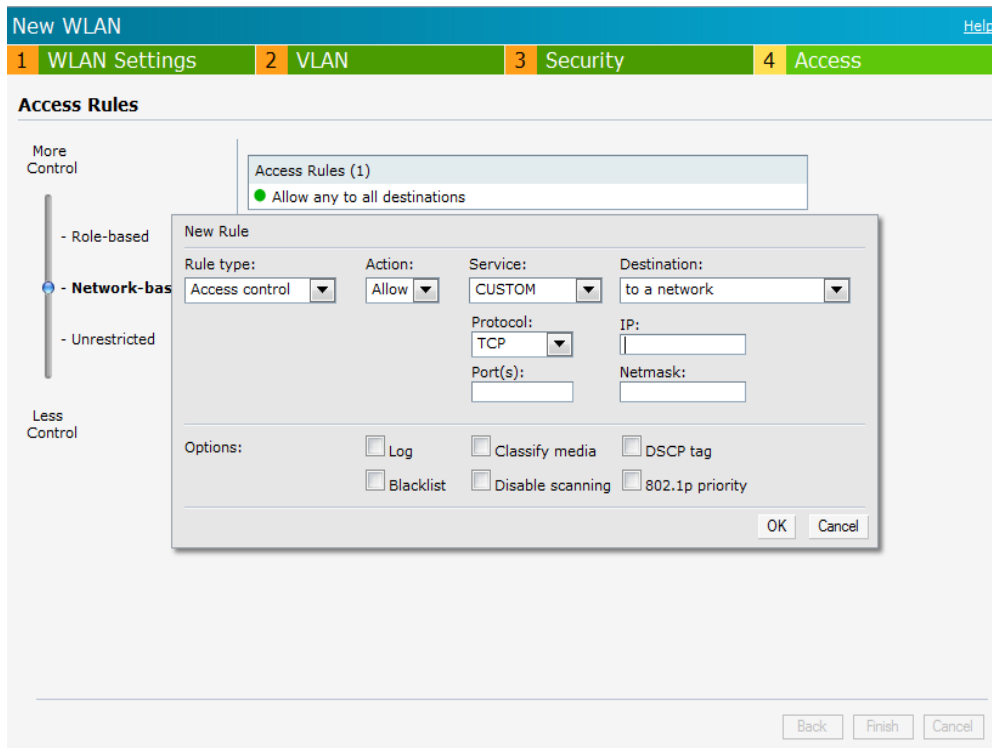 New WLAN
Help
1 WLAN Settings
2 VLAN
3 Security
4 Access
Access Rules
More
Control
- Role-based
- Network-bas
- Unrestricted
Less
Control
Access Rules (1)
Allow any to all destinations
New Rule
Rule type:
Action:
Service:
Destination:
Access control
Allow
CUSTOM
to a network
Protocol:
IP:
TCP
Port(s):
Netmask:
Options:
Log
Classify media
DSCP tag
Blacklist
Disable scanning
802.1p priority
OK
Cancel
Back
Finish
Cancel